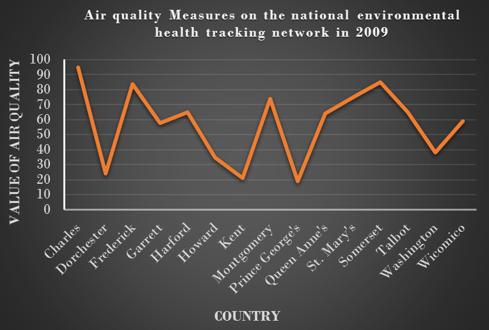 Air quality Measures on the national environmental
health tracking network in 2009
VALUE OF AIR QUALITY
100
90
80
70
60
50
40
30
20
10
0
Charles
Dorchester
Frederick
Garrett
Harford
Howard
Kent
Montgomery
Prince George's
Queen Anne's
St. Mary's
Somerset
Talbot
Washington
Wicomico
COUNTRY